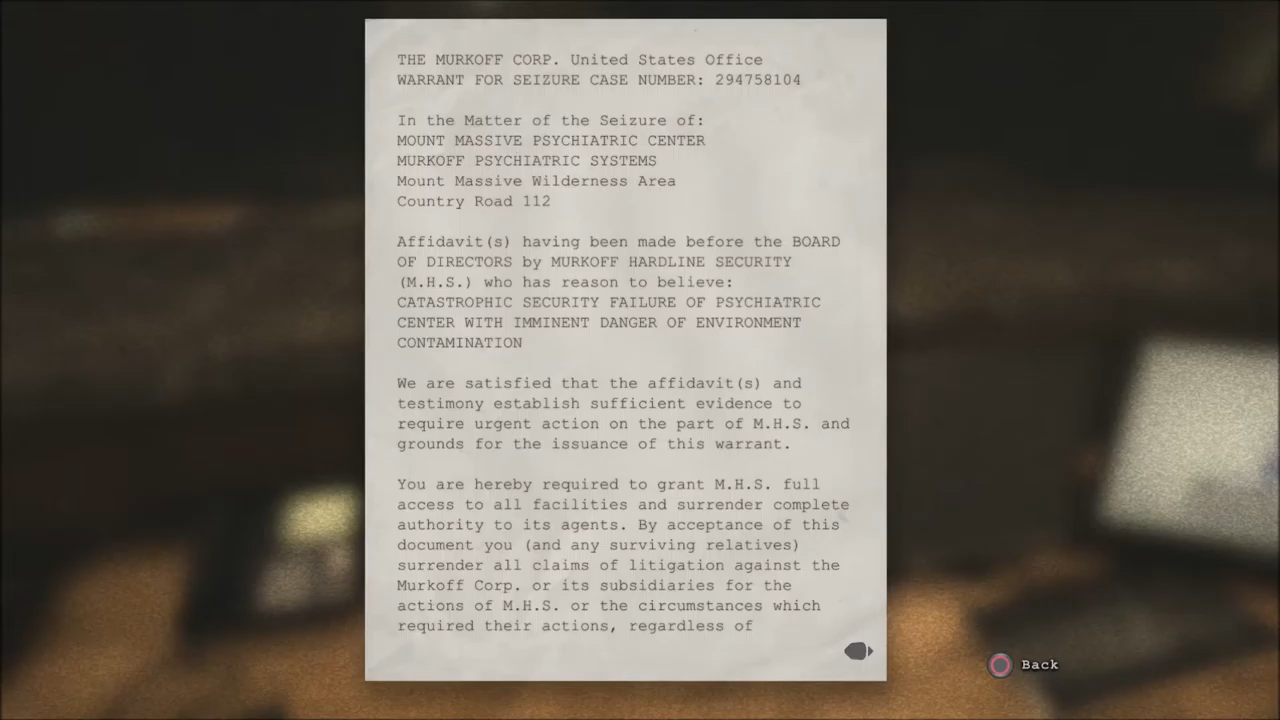 THE MURKOFF CORP. United States Office
WARRANT FOR SEIZURE CASE NUMBER: 294758104
In the Matter of the Seizure of:
MOUNT MASSIVE PSYCHIATRIC CENTER
MURKOFF PSYCHIATRIC SYSTEMS
Mount Massive Wilderness Area
Country Road 112
Affidavit(s) having been made before the BOARD
OF DIRECTORS by MURKOFF HARDLINE SECURITY
(M.H.S.) who has reason to believe:
CATASTROPHIC SECURITY FAILURE OF PSYCHIATRIC
CENTER WITH IMMINENT DANGER OF ENVIRONMENT
CONTAMINATION
We are satisfied that the affidavit(s) and
testimony establish sufficient evidence to
require urgent action on the part of M.H.S. and
grounds for the issuance of this warrant.
You are hereby required to grant M.H.S. full
access to all facilities and surrender complete
authority to its agents. By acceptance of this
document you (and any surviving relatives)
surrender all claims of litigation against the
Murkoff Corp. or its subsidiaries for the
actions of M.H.S. or the circumstances which
required their actions, regardless of
Back